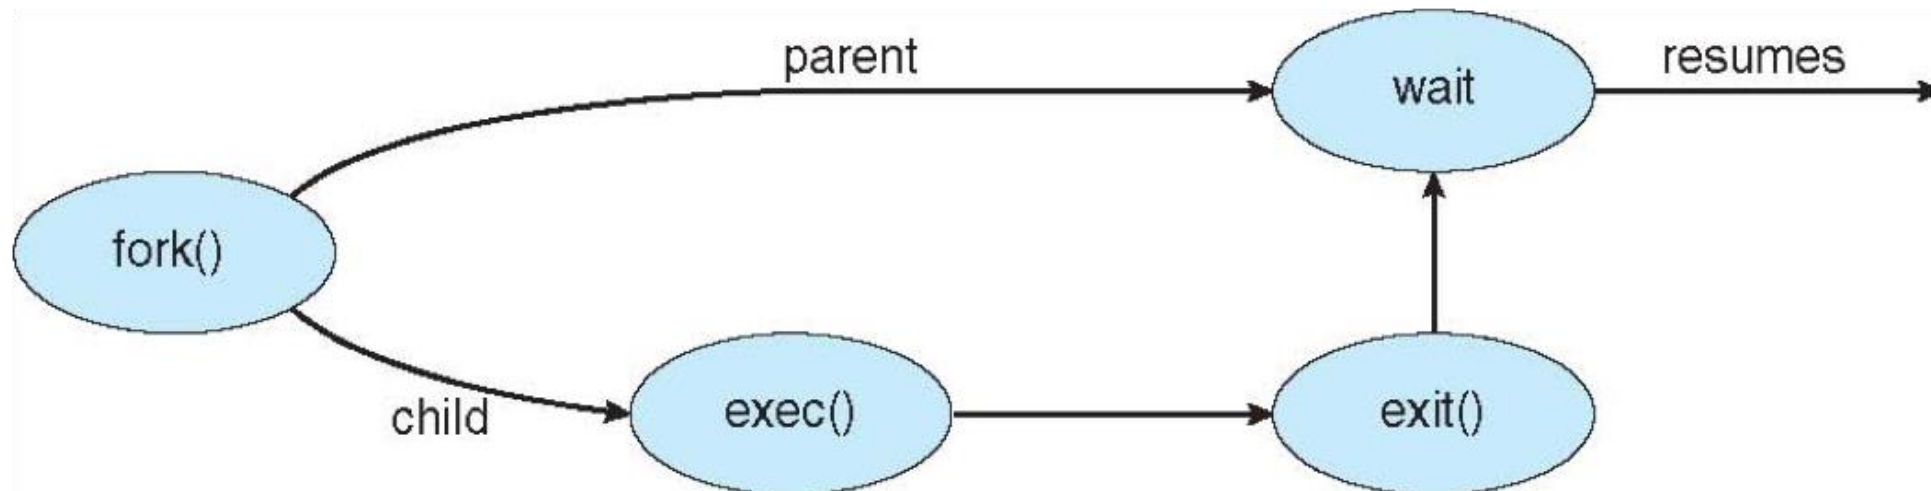 parent
wait
resumes
fork()
child
exec()
exit()